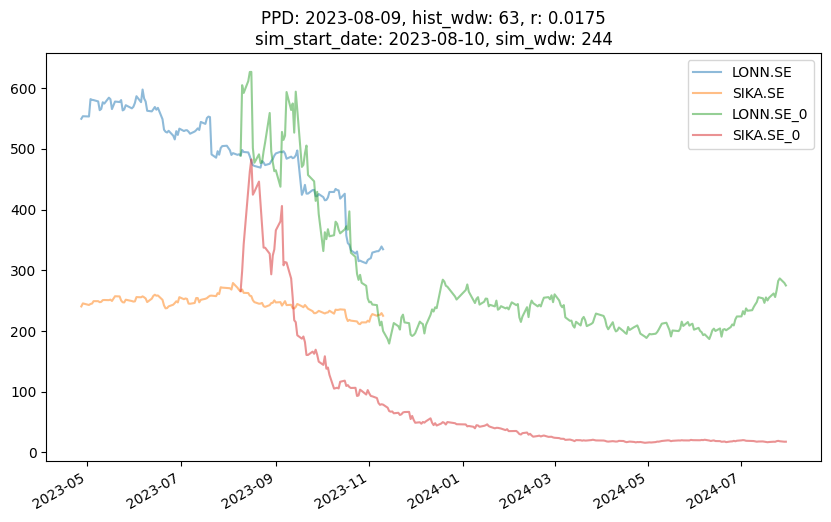 PPD: 2023-08-09, hist_wdw: 63, r: 0.0175
sim_start_date: 2023-08-10, sim_wdw: 244
LONN.SE
SIKA.SE
LONN.SE_0
SIKA.SE_0
600
500
400
300
200
100
0
2023-05
2023-07
2023-09
2023-11
2024-01
2024-03
2024-05
2024-07